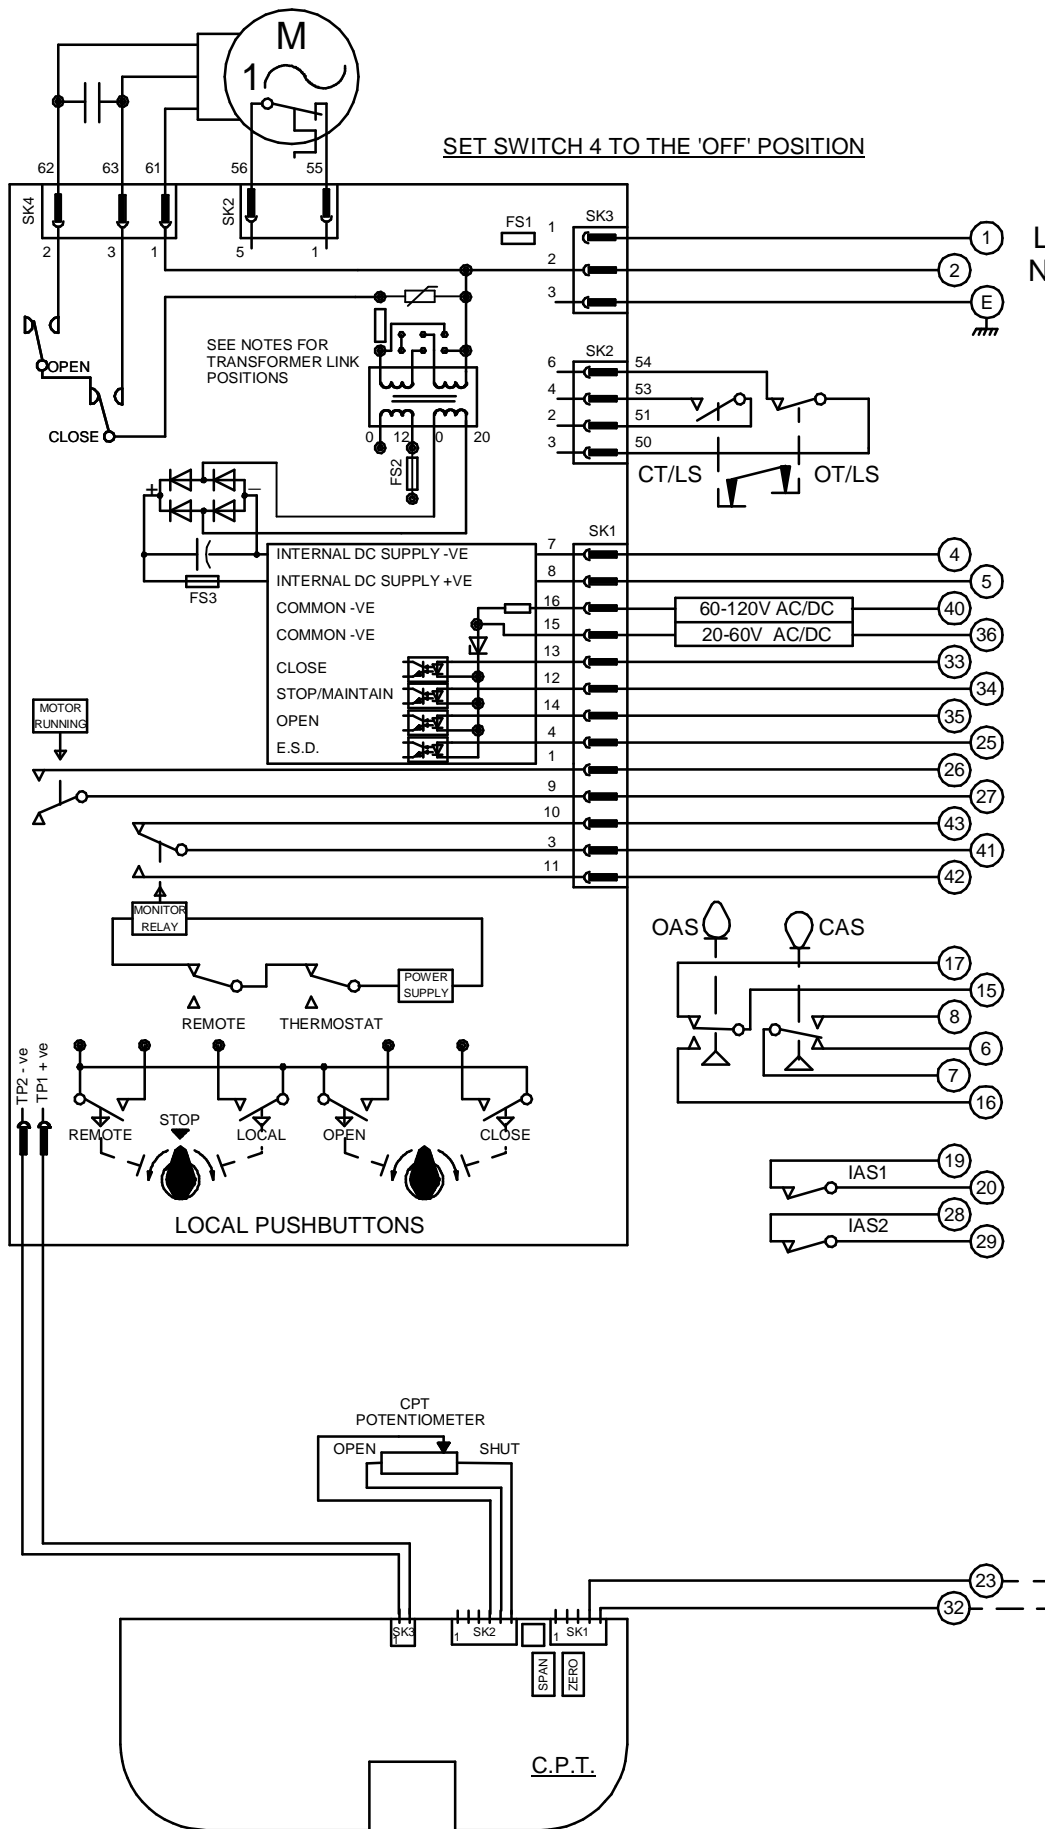 M
1
SET SWITCH 4 TO THE 'OFF' POSITION
62 63 61 56 55
SK4
SK2
2 3 1 5 1
FS1
SK3
1
1
L
2
2
N
3
E
SEE NOTES FOR
TRANSFORMER LINK
POSITIONS
OPEN
CLOSE
0 12 0 20
FS2
SK2
6 54
4 53
2 51
3 50
CT/LS OT/LS
+ −
FS3
SK1
INTERNAL DC SUPPLY -VE 7 4
INTERNAL DC SUPPLY +VE 8 5
COMMON -VE 16 60-120V AC/DC 40
COMMON -VE 15 20-60V AC/DC 36
CLOSE 13 33
STOP/MAINTAIN 12 34
OPEN 14 35
E.S.D. 4 25
1 26
9 27
10 43
3 41
11 42
MOTOR
RUNNING
MONITOR
RELAY
POWER
SUPPLY
REMOTE THERMOSTAT
OAS CAS
17
15
8
6
7
16
TP2 - ve
TP1 + ve
REMOTE STOP LOCAL OPEN CLOSE
LOCAL PUSHBUTTONS
19
IAS1
20
28
IAS2
29
CPT
POTENTIOMETER
OPEN SHUT
23
32
SK3
1
SK2
1
SK1
1
SPAN
ZERO
C.P.T.